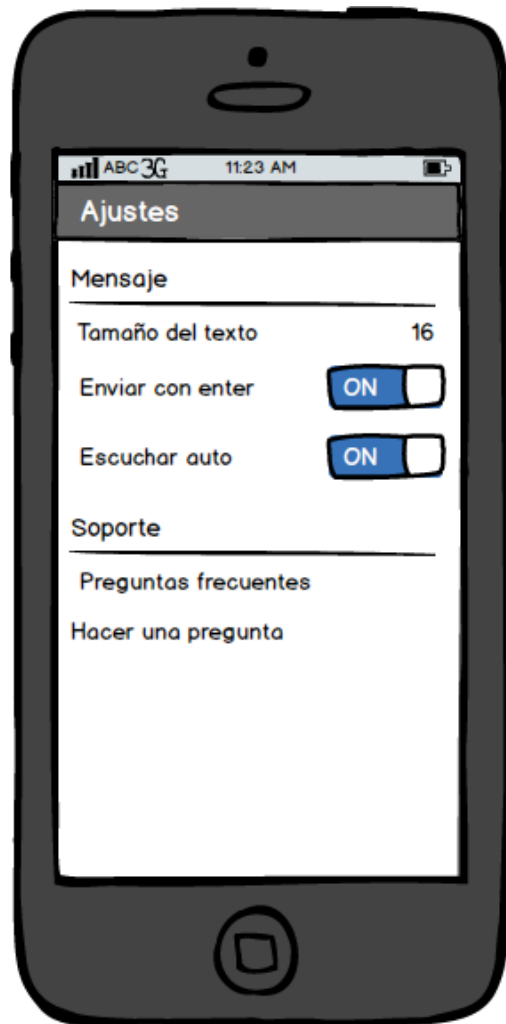 ABC 3G 11:23 AM
Ajustes
Mensaje
Tamaño del texto 16
Enviar con enter ON
Escuchar auto ON
Soporte
Preguntas frecuentes
Hacer una pregunta